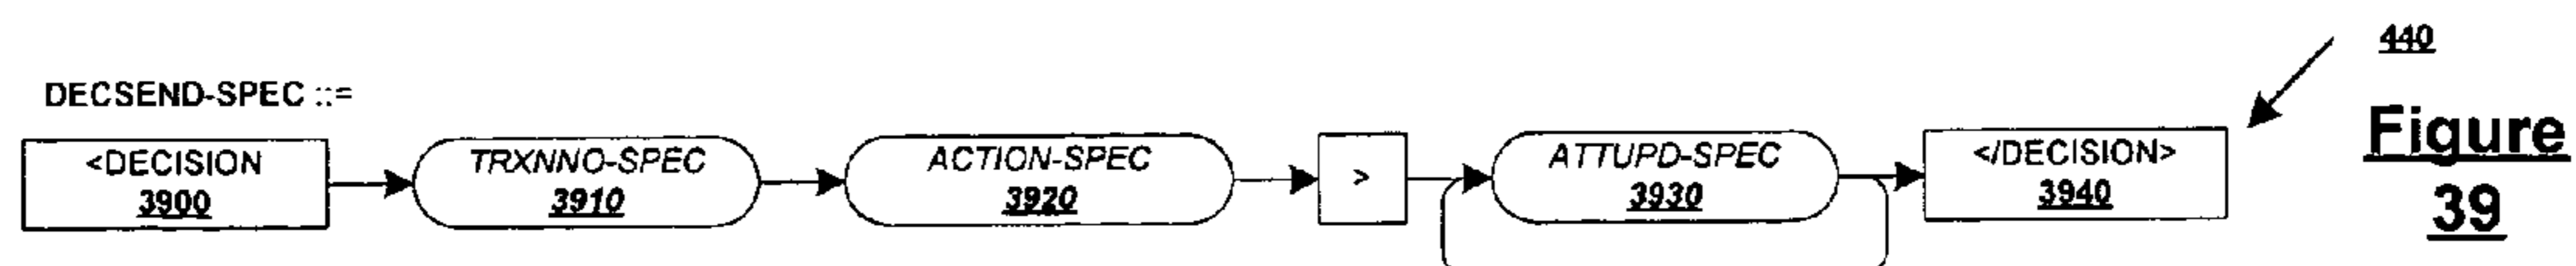 440
DECSEND-SPEC ::=
<DECISION
3900
TRXNNO-SPEC
3910
ACTION-SPEC
3920
>
ATTUPD-SPEC
3930
</DECISION>
3940
Figure
39